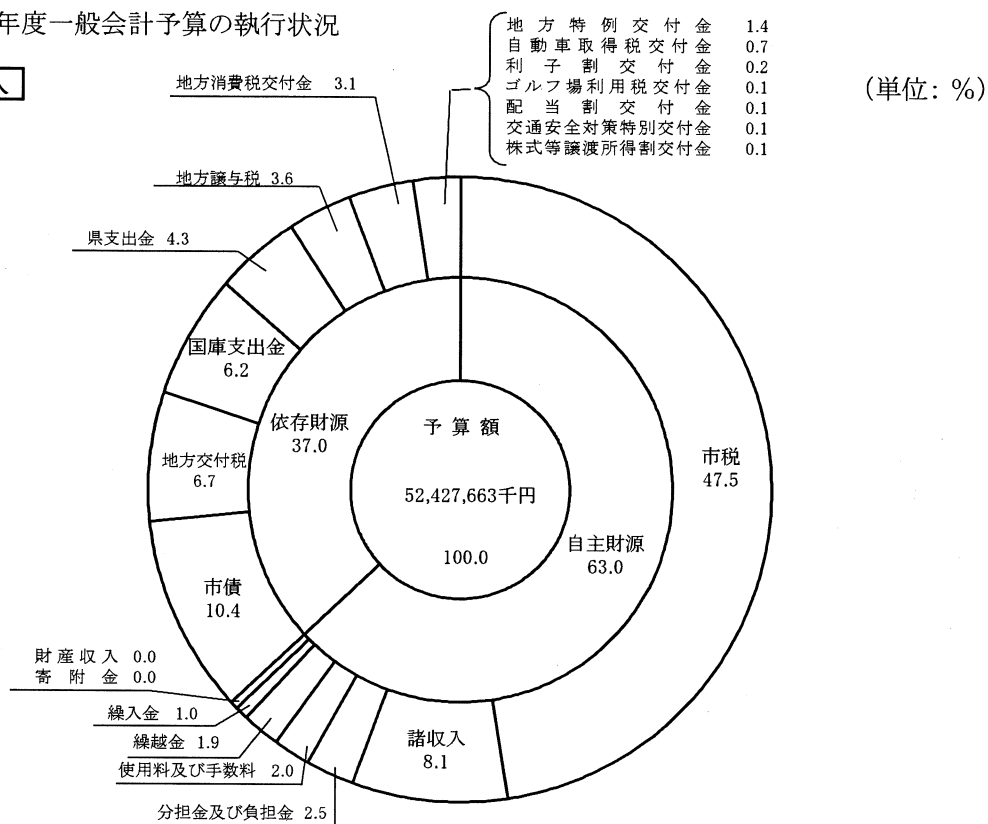 年度一般会計予算の執行状況
(単位: %)
地方特例交付金 1.4
自動車取得税交付金 0.7
利子割交付金 0.2
ゴルフ場利用税交付金 0.1
配当割交付金 0.1
交通安全対策特別交付金 0.1
株式等譲渡所得割交付金 0.1
地方消費税交付金 3.1
地方譲与税 3.6
県支出金 4.3
国庫支出金
6.2
地方交付税
6.7
市債
10.4
依存財源
37.0
予算額
52,427,663千円
100.0
自主財源
63.0
市税
47.5
財産収入 0.0
寄附金 0.0
繰入金 1.0
繰越金 1.9
使用料及び手数料 2.0
分担金及び負担金 2.5
諸収入
8.1